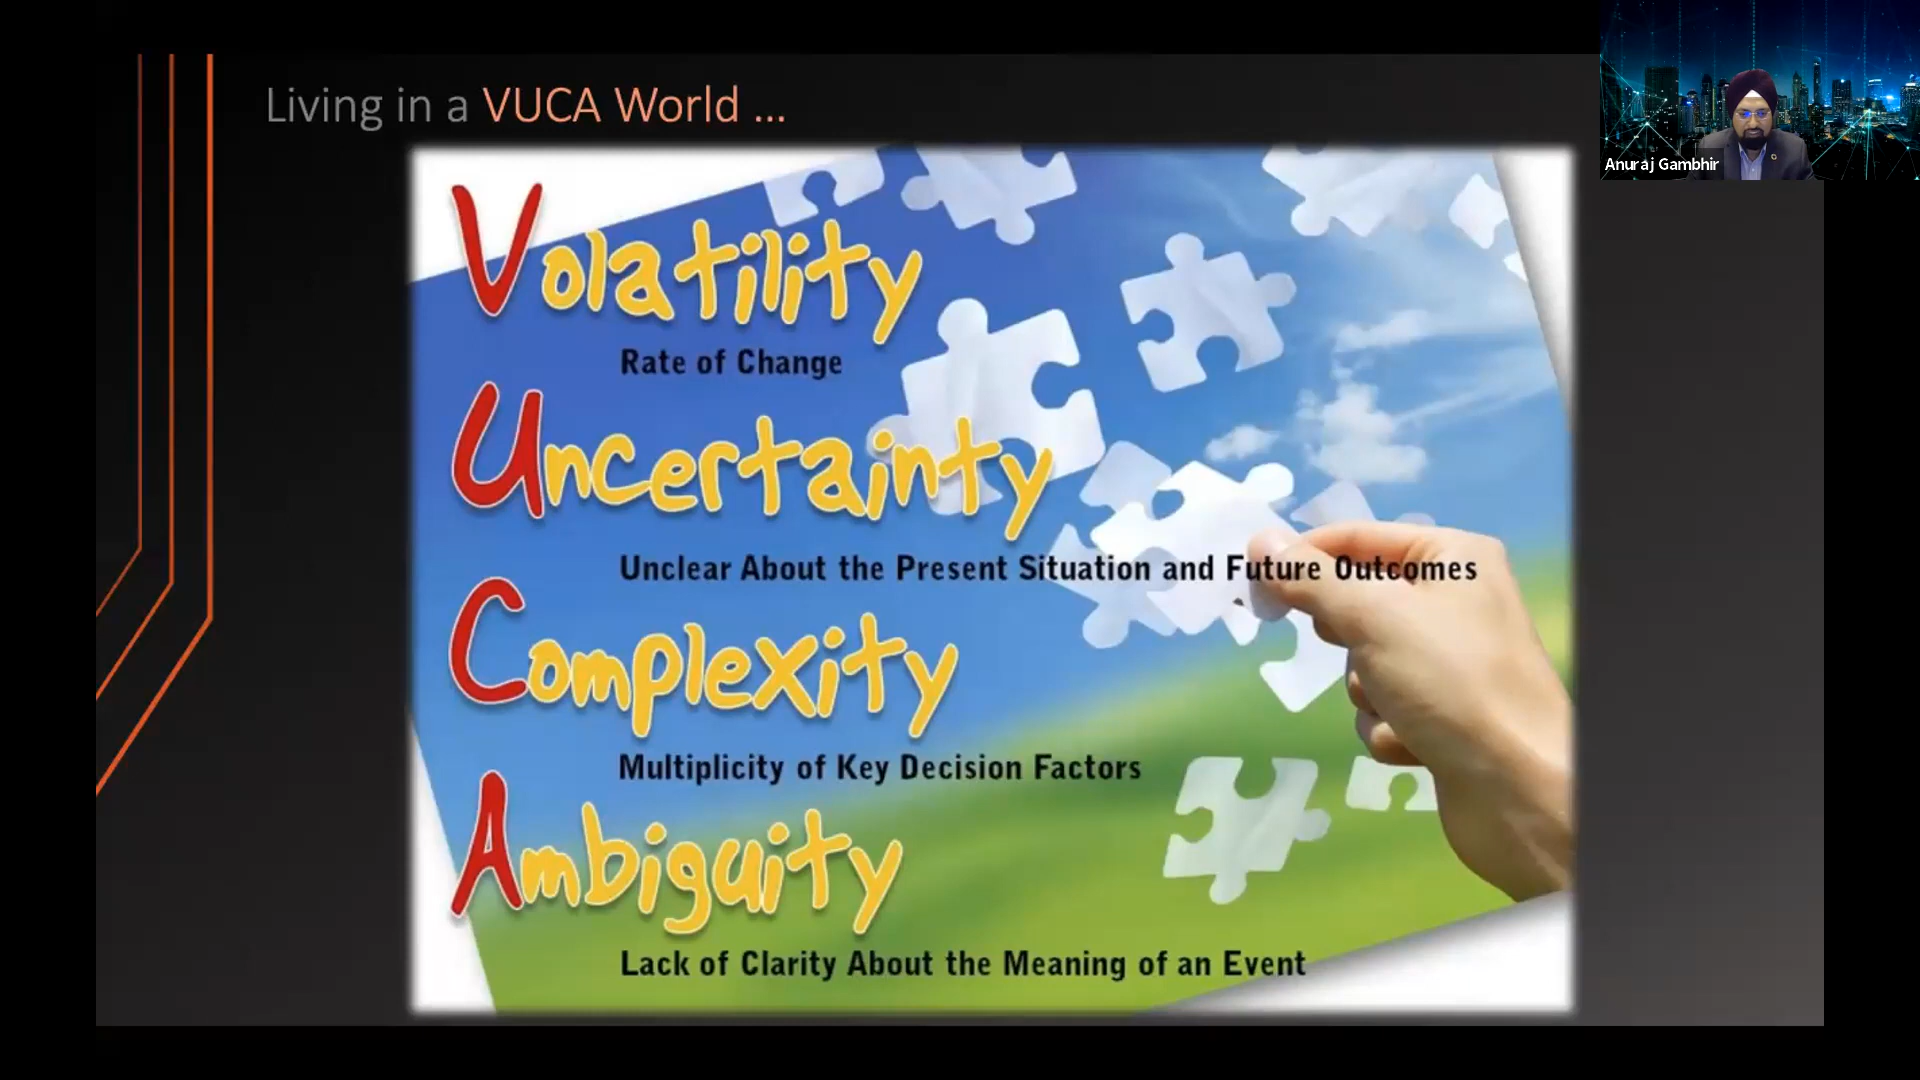 Living in a VUCA World ...
Anuraj Gambhir
Volatility
Rate of Change
Uncertainty
Unclear About the Present Situation and Future Outcomes
Complexity
Multiplicity of Key Decision Factors
Ambiguity
Lack of Clarity About the Meaning of an Event